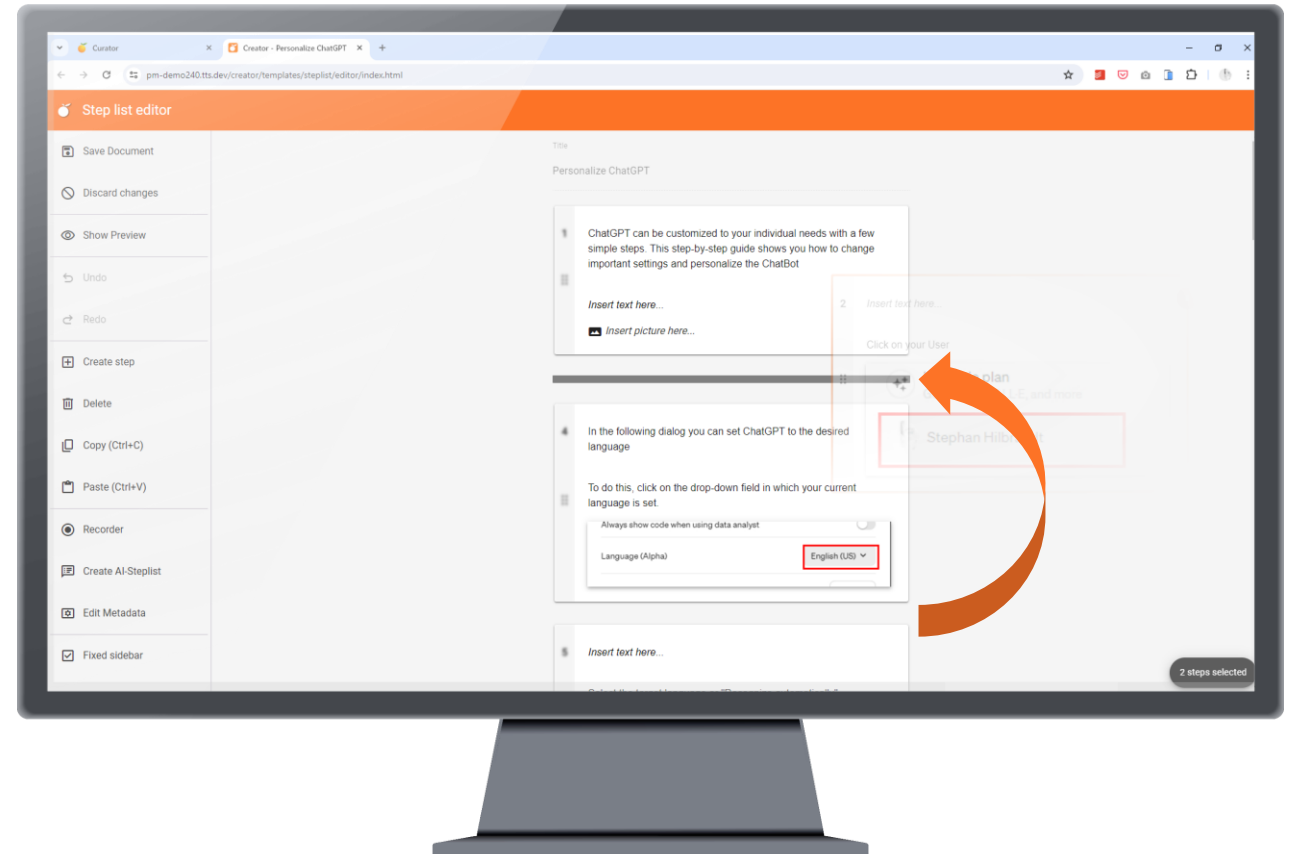 Curator
Creator - Personalize ChatGPT
pm-demo240.tts.dev/creator/templates/steplist/editor/index.html
Step list editor
Save Document
Discard changes
Show Preview
Undo
Redo
Create step
Delete
Copy (Ctrl+C)
Paste (Ctrl+V)
Recorder
Create AI-Steplist
Edit Metadata
Fixed sidebar
Title
Personalize ChatGPT
1
ChatGPT can be customized to your individual needs with a few
simple steps. This step-by-step guide shows you how to change
important settings and personalize the ChatBot
Insert text here...
Insert picture here...
2 Insert text here...
Click on your User
plan
and more
Stephan
4
In the following dialog you can set ChatGPT to the desired
language
To do this, click on the drop-down field in which your current
language is set.
Always show code when using data analyst
Language (Alpha)
English (US)
5
Insert text here...
2 steps selected